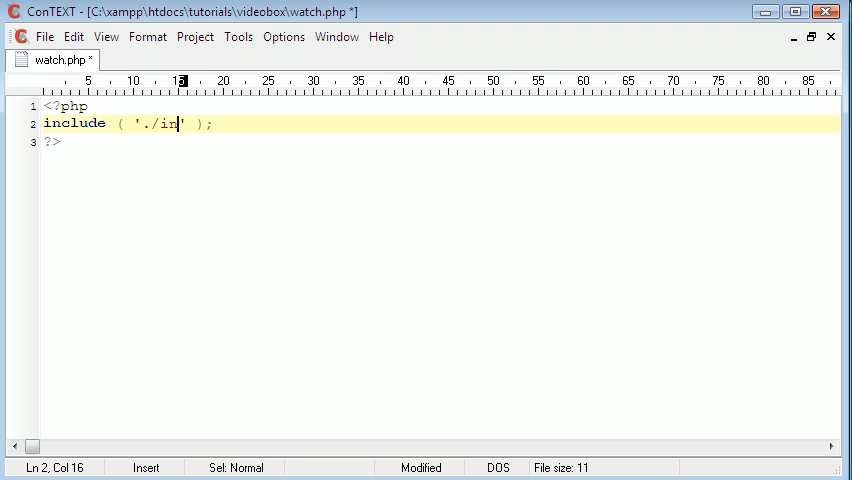 ConTEXT - [C:\xampp\htdocs\tutorials\videobox\watch.php *]
File Edit View Format Project Tools Options Window Help
watch.php *
5 10 15 20 25 30 35 40 45 50 55 60 65 70 75 80 85
1 <?php
2 include ( './in' );
3 ?>
Ln 2, Col 16 Insert Sel: Normal Modified DOS File size: 11